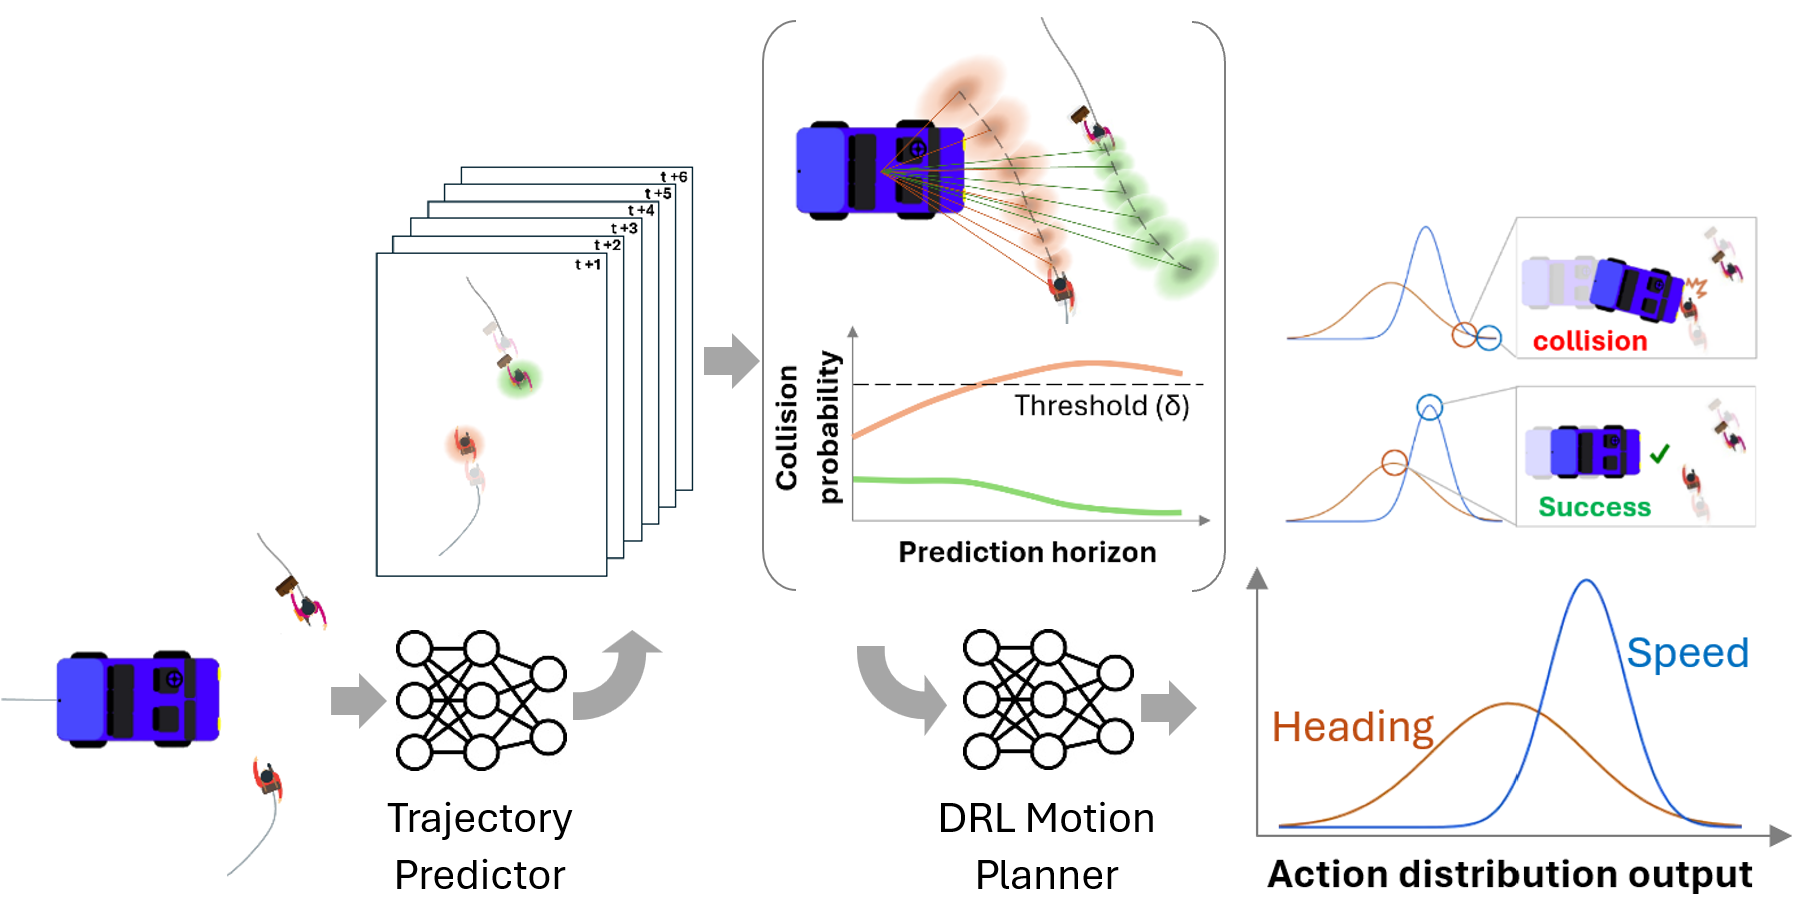 t +6
t +5
t +4
t +3
t +2
t +1
Collision
probability
Threshold (δ)
Prediction horizon
collision
Success
Trajectory
Predictor
DRL Motion
Planner
Heading
Speed
Action distribution output